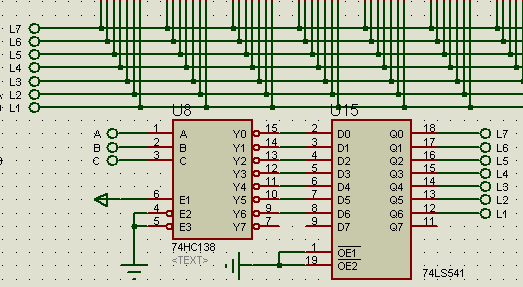 L7
L6
L5
L4
L3
L2
L1
U8
U15
A 1 A Y0 15 2 D0 Q0 18 L7
B 2 B Y1 14 3 D1 Q1 17 L6
C 3 C Y2 13 4 D2 Q2 16 L5
Y3 12 5 D3 Q3 15 L4
Y4 11 6 D4 Q4 14 L3
6 E1 Y5 10 7 D5 Q5 13 L2
4 E2 Y6 9 8 D6 Q6 12 L1
5 E3 Y7 7 9 D7 Q7 11
74HC138
<TEXT>
1 OE1
19 OE2
74LS541